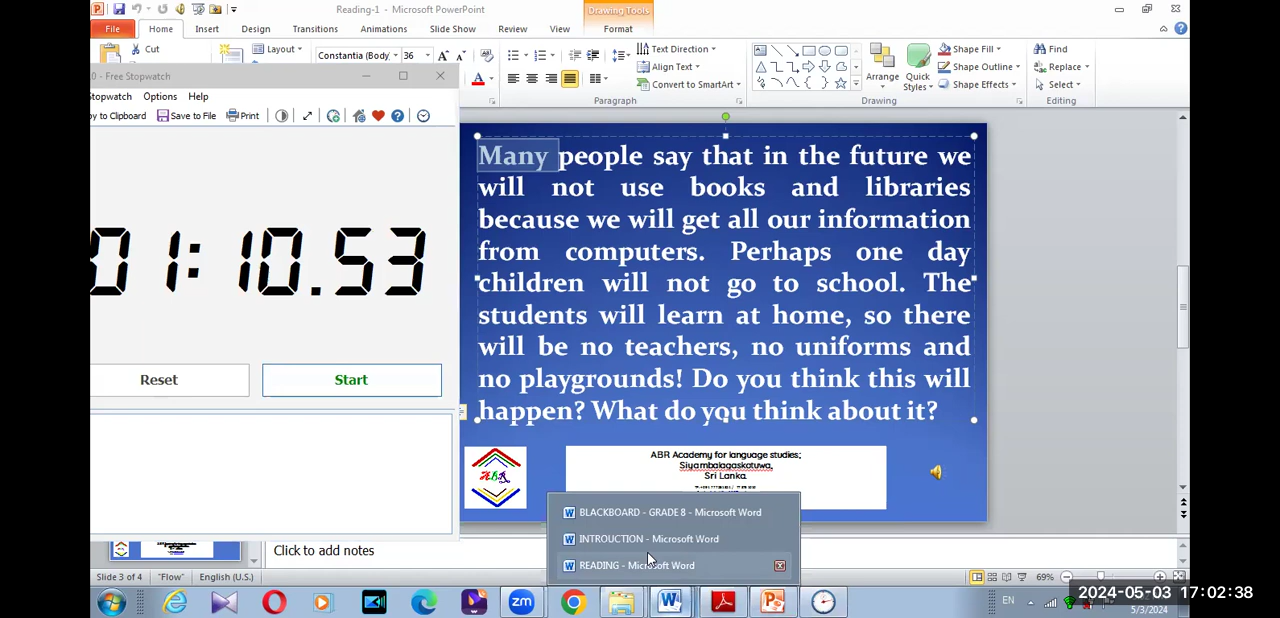 Reading-1 - Microsoft PowerPoint
Drawing Tools
File Home Insert Design Transitions Animations Slide Show Review View Format
Cut Layout Constantia (Body) 36 Text Direction Shape Fill Find
Align Text Arrange Quick Shape Outline Replace
Convert to SmartArt Styles Shape Effects Select
Paragraph Drawing Editing
0 - Free Stopwatch
topwatch Options Help
py to Clipboard Save to File Print
01:10.53
Reset Start
Many people say that in the future we
will not use books and libraries
because we will get all our information
from computers. Perhaps one day
children will not go to school. The
students will learn at home, so there
will be no teachers, no uniforms and
no playgrounds! Do you think this will
happen? What do you think about it?
ABR
ABR Academy for language studies;
Siyambalagaskotuwa,
Sri Lanka.
BLACKBOARD - GRADE 8 - Microsoft Word
INTROUCTION - Microsoft Word
READING - Microsoft Word
Click to add notes
Slide 3 of 4 "Flow" English (U.S.) 69%
zm
EN
2024-05-03 17:02:38
5/3/2024